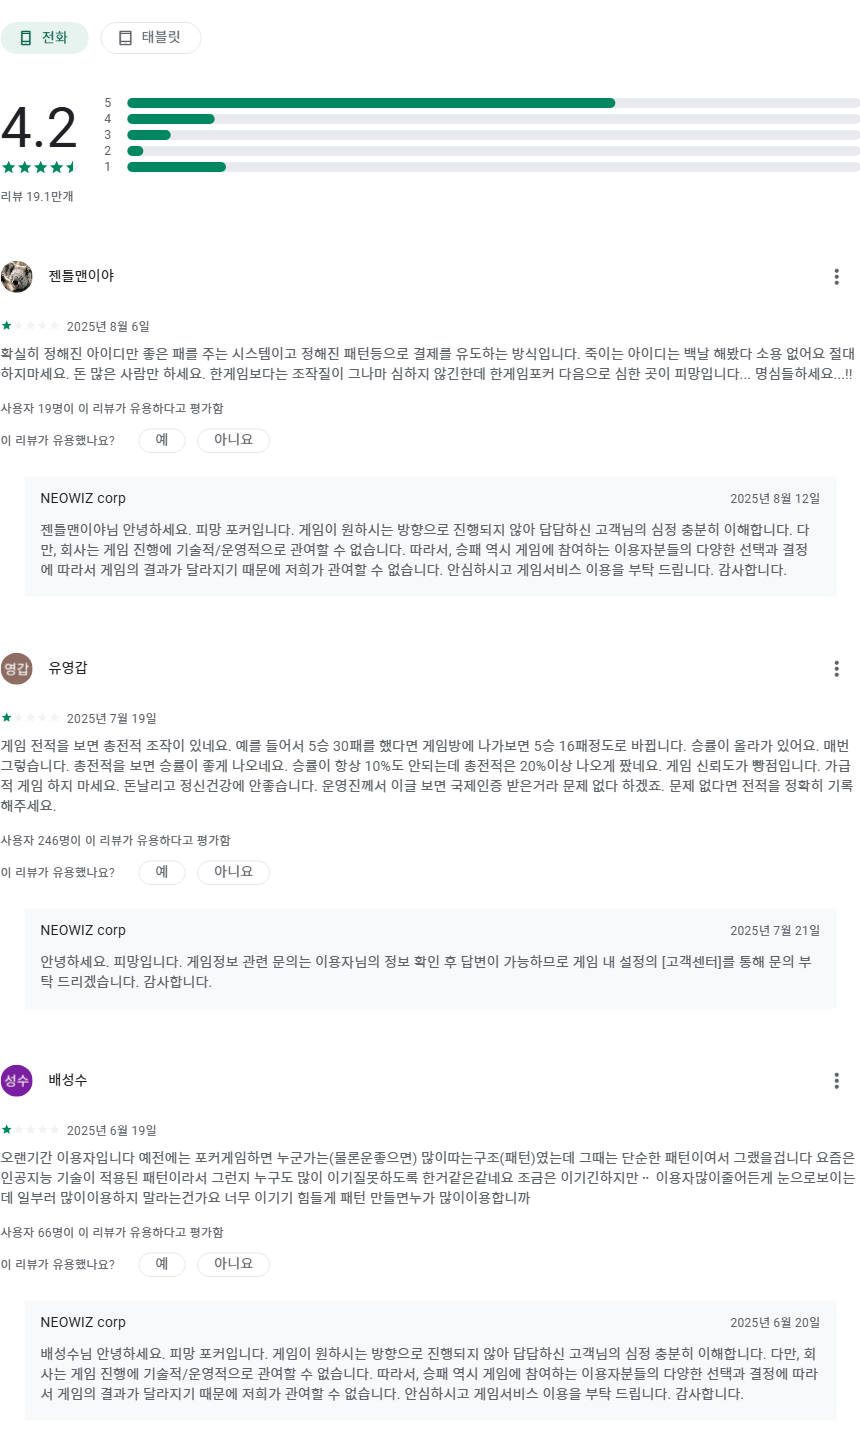 전화
태블릿
4.2
5
4
3
2
1
리뷰 19.1만개
젠틀맨이야
2025년 8월 6일
확실히 정해진 아이디만 좋은 패를 주는 시스템이고 정해진 패턴등으로 결제를 유도하는 방식입니다. 죽이는 아이디는 백날 해봤다 소용 없어요 절대
하지마세요. 돈 많은 사람만 하세요. 한게임보다는 조작질이 그나마 심하지 않긴한데 한게임포커 다음으로 심한 곳이 피망입니다... 명심들하세요...!!
사용자 19명이 이 리뷰가 유용하다고 평가함
이 리뷰가 유용했나요?
예
아니요
NEOWIZ corp
2025년 8월 12일
젠틀맨이야님 안녕하세요. 피망 포커입니다. 게임이 원하시는 방향으로 진행되지 않아 답답하신 고객님의 심정 충분히 이해합니다. 다
만, 회사는 게임 진행에 기술적/운영적으로 관여할 수 없습니다. 따라서, 승패 역시 게임에 참여하는 이용자분들의 다양한 선택과 결정
에 따라서 게임의 결과가 달라지기 때문에 저희가 관여할 수 없습니다. 안심하시고 게임서비스 이용을 부탁 드립니다. 감사합니다.
영갑
유영갑
2025년 7월 19일
게임 전적을 보면 총전적 조작이 있네요. 예를 들어서 5승 30패를 했다면 게임방에 나가보면 5승 16패정도로 바뀝니다. 승률이 올라가 있어요. 매번
그렇습니다. 총전적을 보면 승률이 좋게 나오네요. 승률이 항상 10%도 안되는데 총전적은 20%이상 나오게 짰네요. 게임 신뢰도가 빵점입니다. 가급
적 게임 하지 마세요. 돈날리고 정신건강에 안좋습니다. 운영진께서 이글 보면 국제인증 받은거라 문제 없다 하겠죠. 문제 없다면 전적을 정확히 기록
해주세요.
사용자 246명이 이 리뷰가 유용하다고 평가함
이 리뷰가 유용했나요?
예
아니요
NEOWIZ corp
2025년 7월 21일
안녕하세요. 피망입니다. 게임정보 관련 문의는 이용자님의 정보 확인 후 답변이 가능하므로 게임 내 설정의 [고객센터]를 통해 문의 부
탁 드리겠습니다. 감사합니다.
성수
배성수
2025년 6월 19일
오랜기간 이용자입니다 예전에는 포커게임하면 누군가는(물론운좋으면) 많이따는구조(패턴)였는데 그때는 단순한 패턴이여서 그랬을겁니다 요즘은
인공지능 기술이 적용된 패턴이라서 그런지 누구도 많이 이기질못하도록 한거같은같네요 조금은 이기긴하지만ᆢ 이용자많이줄어든게 눈으로보이는
데 일부러 많이이용하지 말라는건가요 너무 이기기 힘들게 패턴 만들면누가 많이이용합니까
사용자 66명이 이 리뷰가 유용하다고 평가함
이 리뷰가 유용했나요?
예
아니요
NEOWIZ corp
2025년 6월 20일
배성수님 안녕하세요. 피망 포커입니다. 게임이 원하시는 방향으로 진행되지 않아 답답하신 고객님의 심정 충분히 이해합니다. 다만, 회
사는 게임 진행에 기술적/운영적으로 관여할 수 없습니다. 따라서, 승패 역시 게임에 참여하는 이용자분들의 다양한 선택과 결정에 따라
서 게임의 결과가 달라지기 때문에 저희가 관여할 수 없습니다. 안심하시고 게임서비스 이용을 부탁 드립니다. 감사합니다.